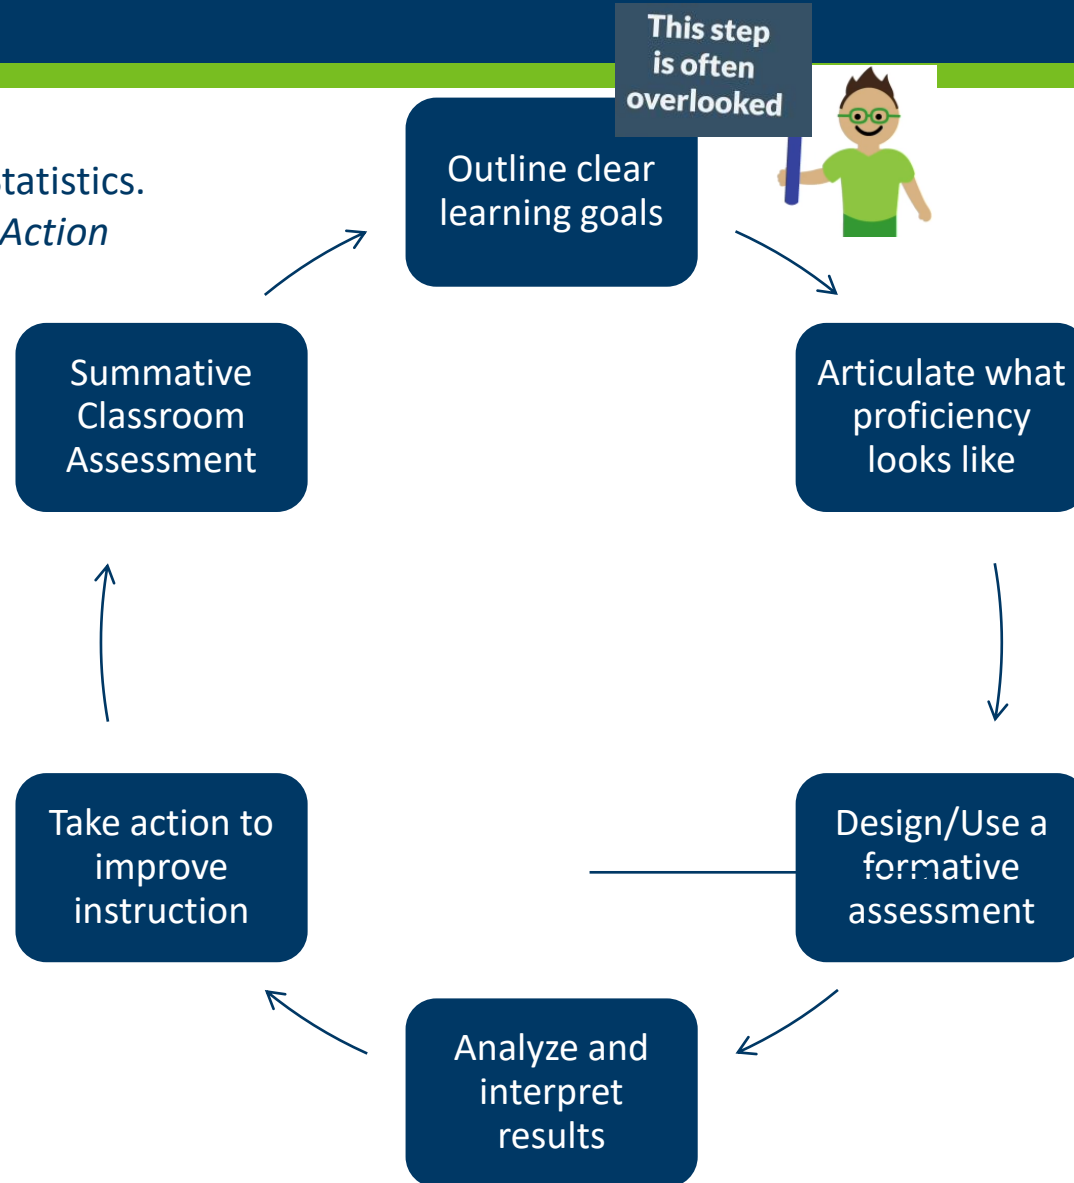 This step
is often
overlooked
Statistics.
Action
Outline clear
learning goals
Articulate what
proficiency
looks like
Design/Use a
formative
assessment
Analyze and
interpret
results
Take action to
improve
instruction
Summative
Classroom
Assessment